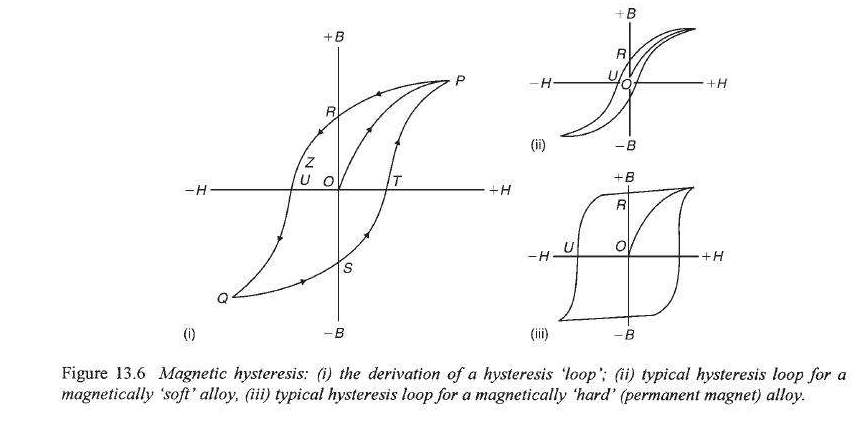 +B
P
R
Z
U
O
T
−H
+H
S
Q
(i)
−B
+B
R
−H
U
O
+H
(ii)
−B
+B
R
−H
U
O
+H
(iii)
−B
Figure 13.6 Magnetic hysteresis: (i) the derivation of a hysteresis ‘loop’; (ii) typical hysteresis loop for a
magnetically ‘soft’ alloy, (iii) typical hysteresis loop for a magnetically ‘hard’ (permanent magnet) alloy.